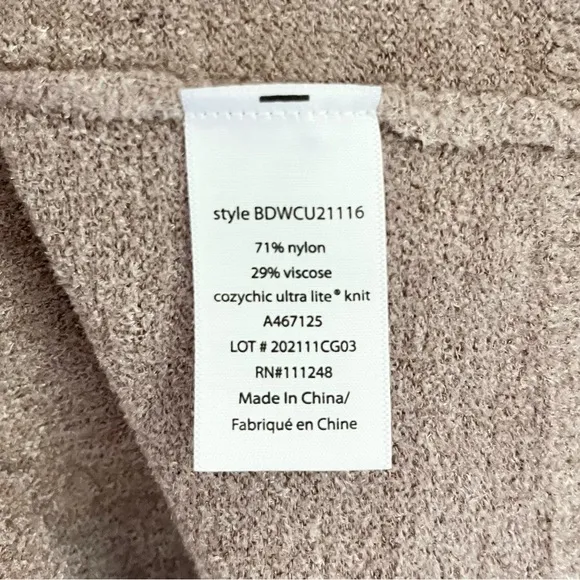 style BDWCU21116
71% nylon
29% viscose
cozychic ultra lite® knit
A467125
LOT # 202111CG03
RN#111248
Made In China/
Fabriqué en Chine